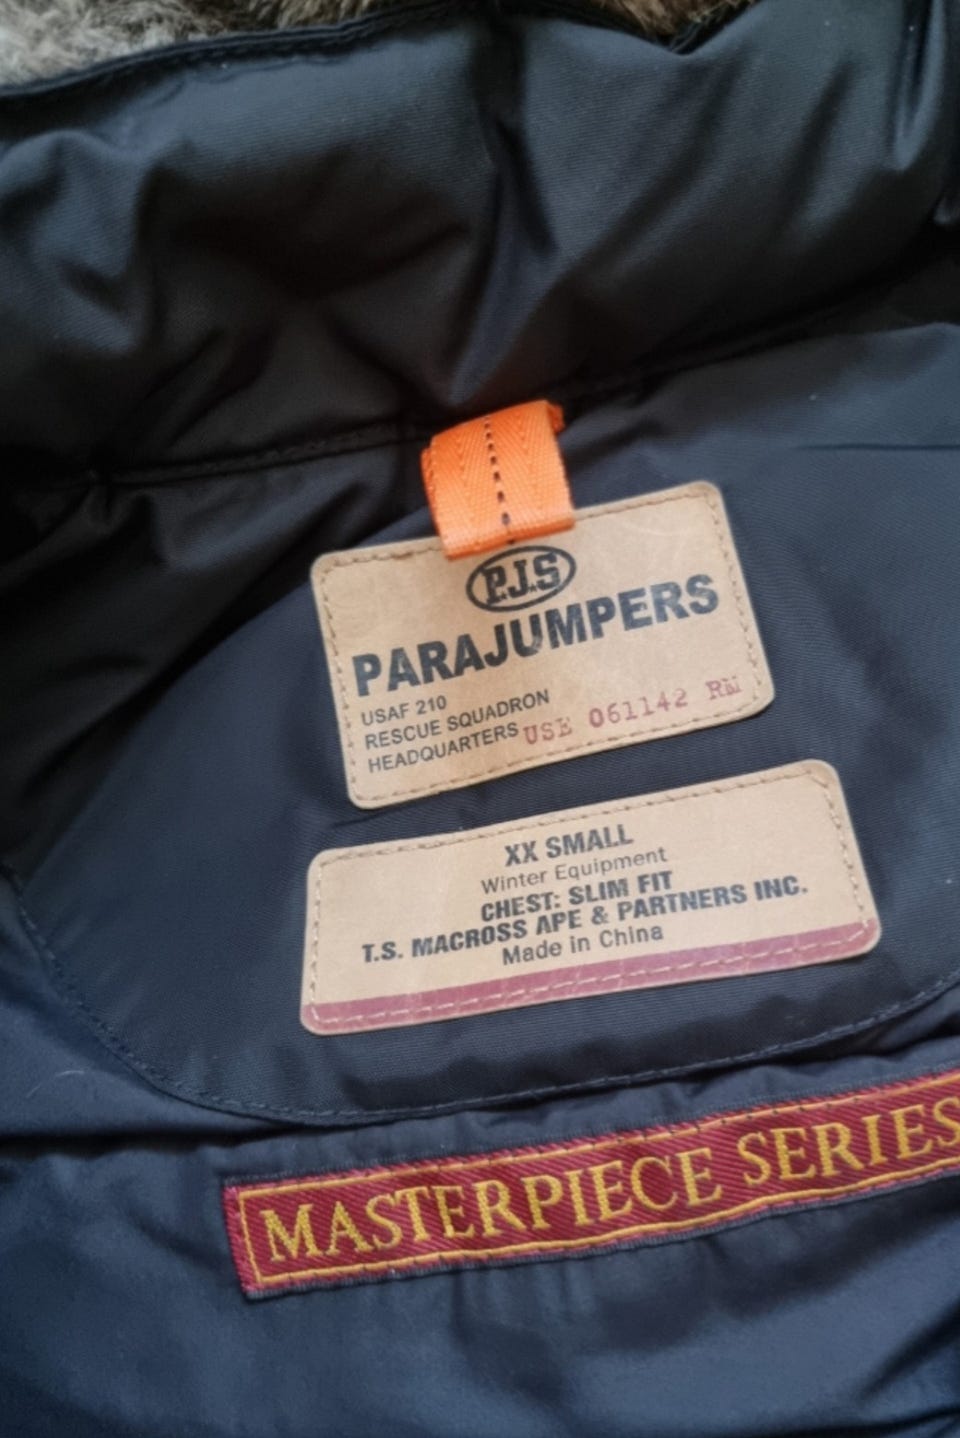 P.J.S
PARAJUMPERS
USAF 210
RESCUE SQUADRON
HEADQUARTERS USE 061142 RM
XX SMALL
Winter Equipment
CHEST: SLIM FIT
T.S. MACROSS APE & PARTNERS INC.
Made in China
MASTERPIECE SERIES